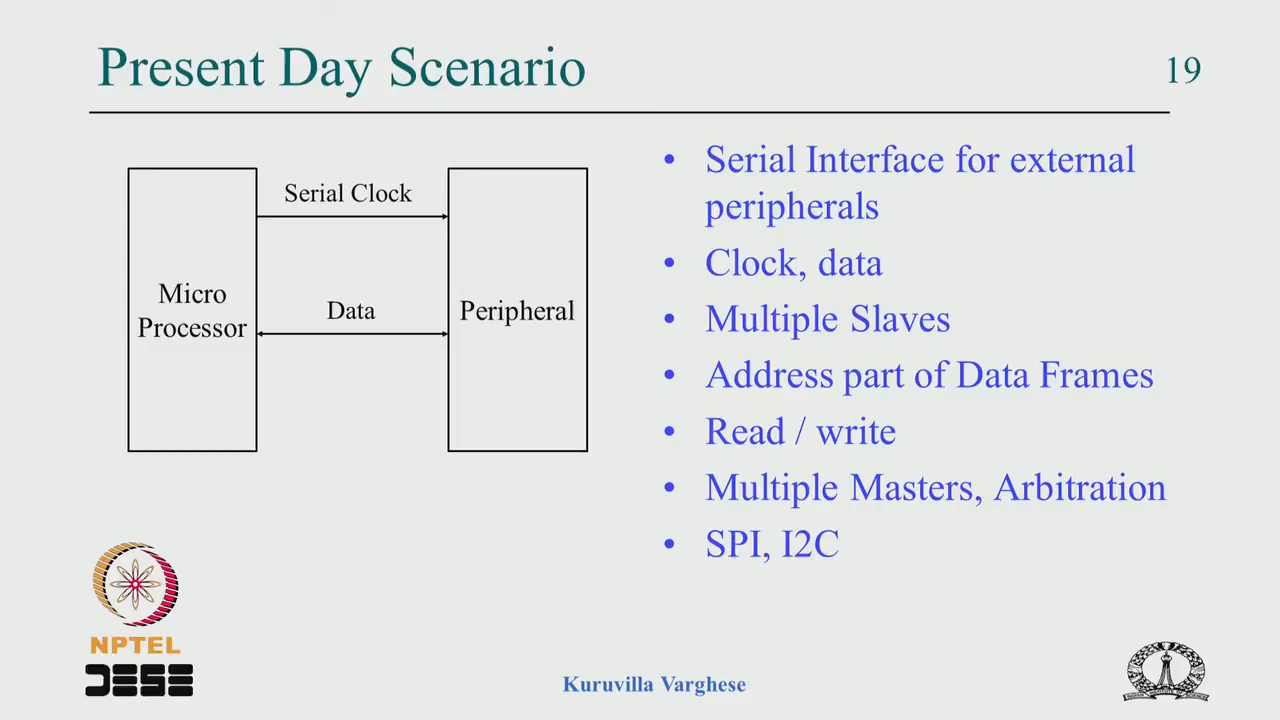 Present Day Scenario
19
Serial Clock
Micro
Processor
Data
Peripheral
• Serial Interface for external
peripherals
• Clock, data
• Multiple Slaves
• Address part of Data Frames
• Read / write
• Multiple Masters, Arbitration
• SPI, I2C
NPTEL
DESE
Kuruvilla Varghese